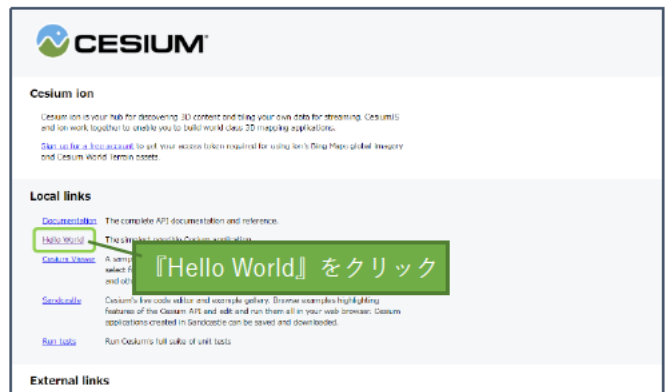 CESIUM
Cesium ion
Cesium ion is your hub for discovering 3D content and tiling your own data for streaming. CesiumJS
and ion work together to enable you to build world class 3D mapping applications.
Sign up for a free account to get your access token required for using ion's Bing Maps global imagery
and Cesium World Terrain assets.
Local links
Documentation The complete API documentation and reference.
Hello World The simplest possible Cesium application.
Cesium Viewer A samp
『Hello World』をクリック
select f
and oth
Sandcastle Cesium's live code editor and example gallery. Browse examples highlighting
features of the Cesium API and edit and run them all in your web browser. Cesium
applications created in Sandcastle can be saved and downloaded.
Run tests Run Cesium's full suite of unit tests
External links